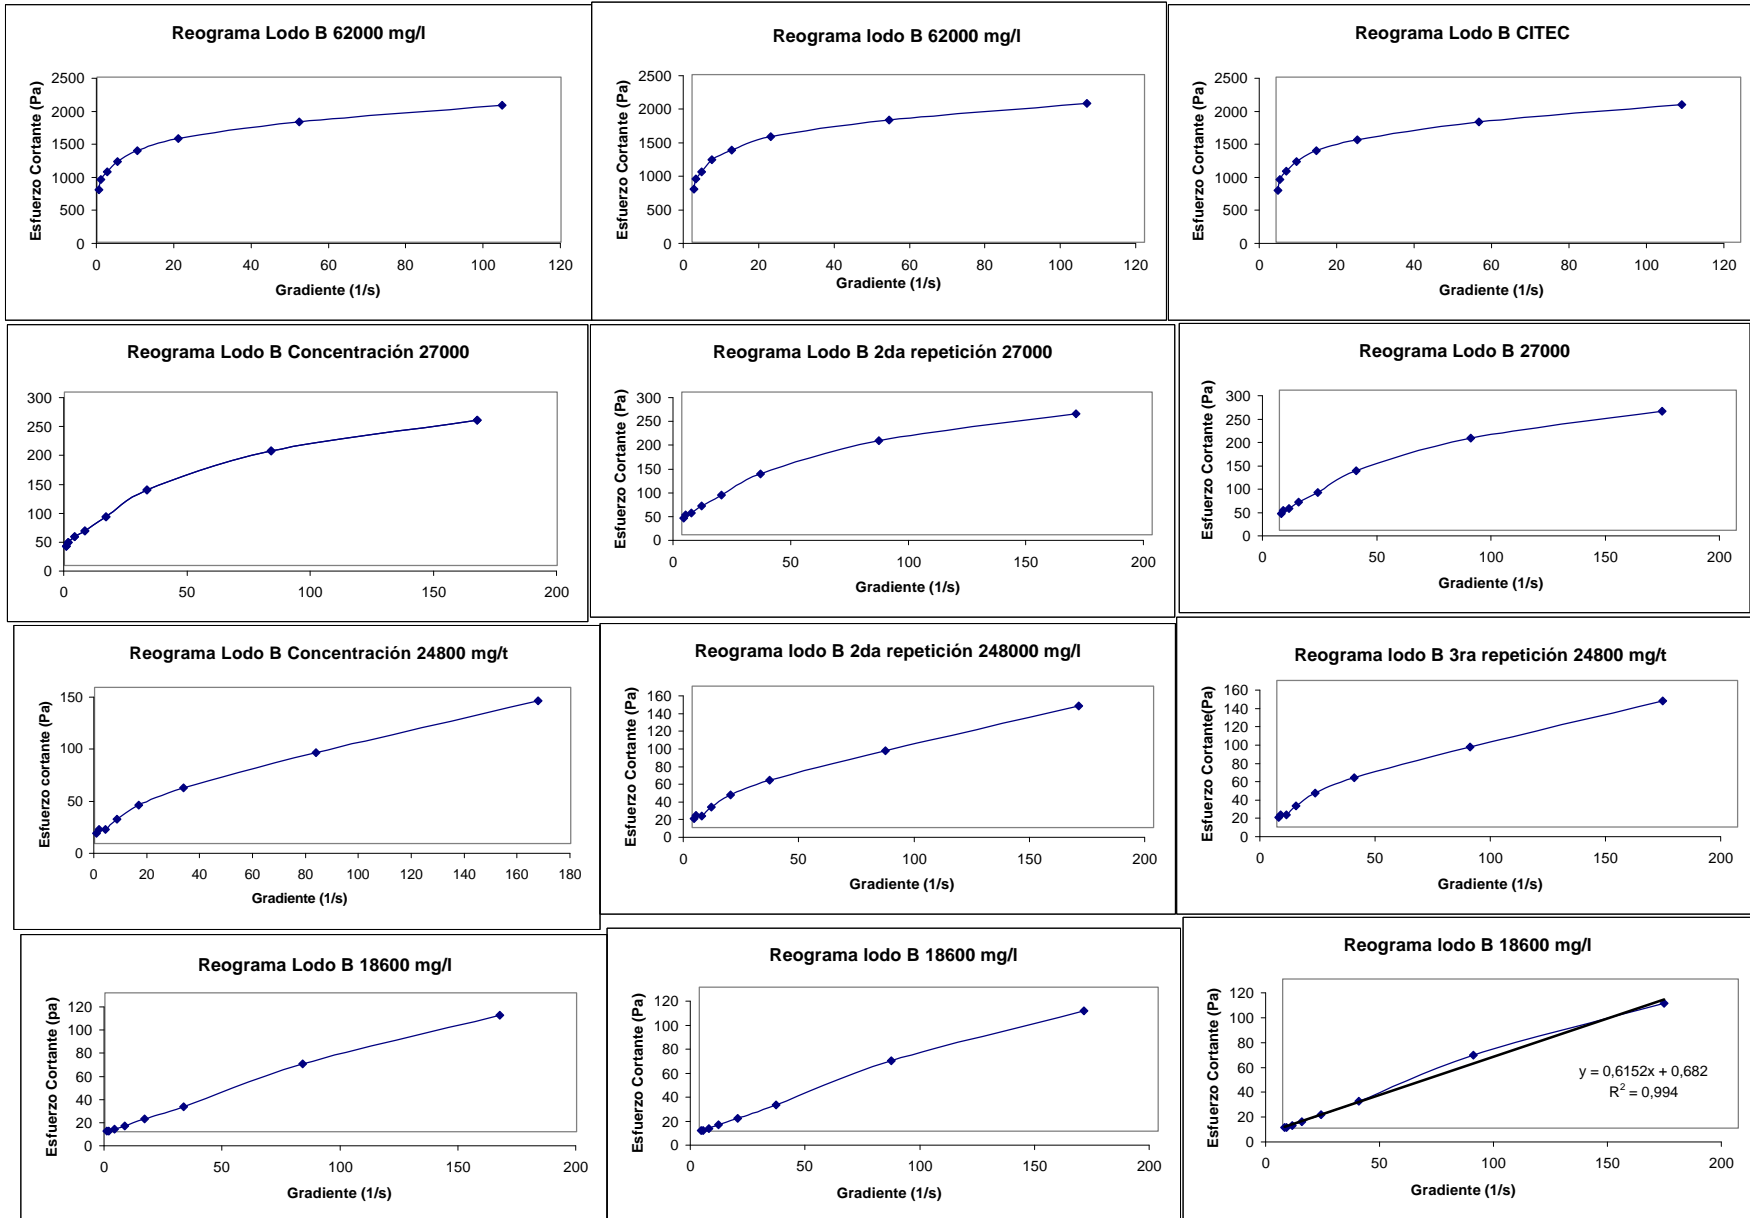 Reograma Lodo B 62000 mg/l
Esfuerzo Cortante (Pa)
2500
2000
1500
1000
500
0
0 20 40 60 80 100 120
Gradiente (1/s)
Reograma lodo B 62000 mg/l
Esfuerzo Cortante (Pa)
2500
2000
1500
1000
500
0
0 20 40 60 80 100 120
Gradiente (1/s)
Reograma Lodo B CITEC
Esfuerzo Cortante (Pa)
2500
2000
1500
1000
500
0
0 20 40 60 80 100 120
Gradiente (1/s)
Reograma Lodo B Concentración 27000
300
250
200
150
100
50
0
0 50 100 150 200
Reograma Lodo B 2da repetición 27000
Esfuerzo Cortante (Pa)
300
250
200
150
100
50
0
0 50 100 150 200
Gradiente (1/s)
Reograma Lodo B 27000
Esfuerzo Cortante (Pa)
300
250
200
150
100
50
0
0 50 100 150 200
Gradiente (1/s)
Reograma Lodo B Concentración 24800 mg/t
Esfuerzo cortante (Pa)
150
100
50
0
0 20 40 60 80 100 120 140 160 180
Gradiente (1/s)
Reograma lodo B 2da repetición 248000 mg/l
Esfuerzo Cortante (Pa)
160
140
120
100
80
60
40
20
0
0 50 100 150 200
Gradiente (1/s)
Reograma lodo B 3ra repetición 24800 mg/t
Esfuerzo Cortante(Pa)
160
140
120
100
80
60
40
20
0
0 50 100 150 200
Gradiente (1/s)
Reograma Lodo B 18600 mg/l
Esfuerzo Cortante (pa)
120
100
80
60
40
20
0
0 50 100 150 200
Gradiente (1/s)
Reograma lodo B 18600 mg/l
Esfuerzo Cortante (Pa)
120
100
80
60
40
20
0
0 50 100 150 200
Gradiente (1/s)
Reograma lodo B 18600 mg/l
Esfuerzo Cortante (Pa)
120
100
80
60
40
20
0
y = 0,6152x + 0,682
R² = 0,994
0 50 100 150 200
Gradiente (1/s)